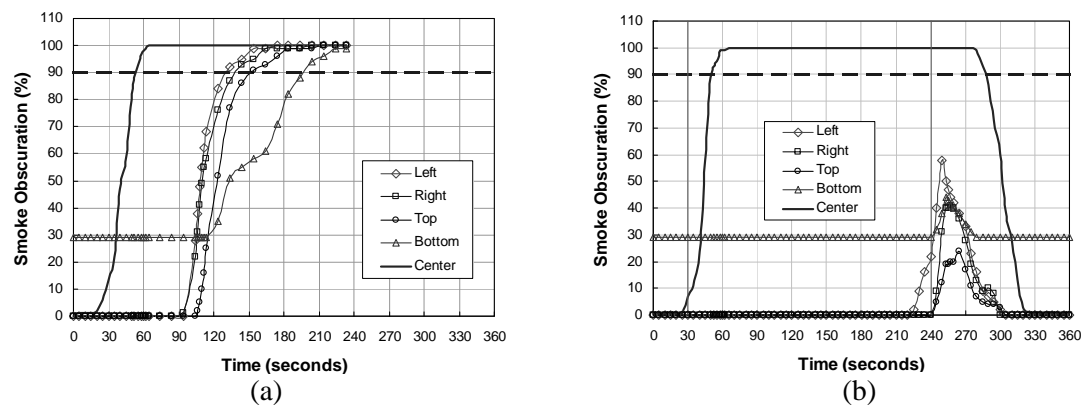 Smoke Obscuration (%)
110
100
90
80
70
60
50
40
30
20
10
0
Left
Right
Top
Bottom
Center
0 30 60 90 120 150 180 210 240 270 300 330 360
Time (seconds)
(a)
Smoke Obscuration (%)
110
100
90
80
70
60
50
40
30
20
10
0
Left
Right
Top
Bottom
Center
0 30 60 90 120 150 180 210 240 270 300 330 360
Time (seconds)
(b)